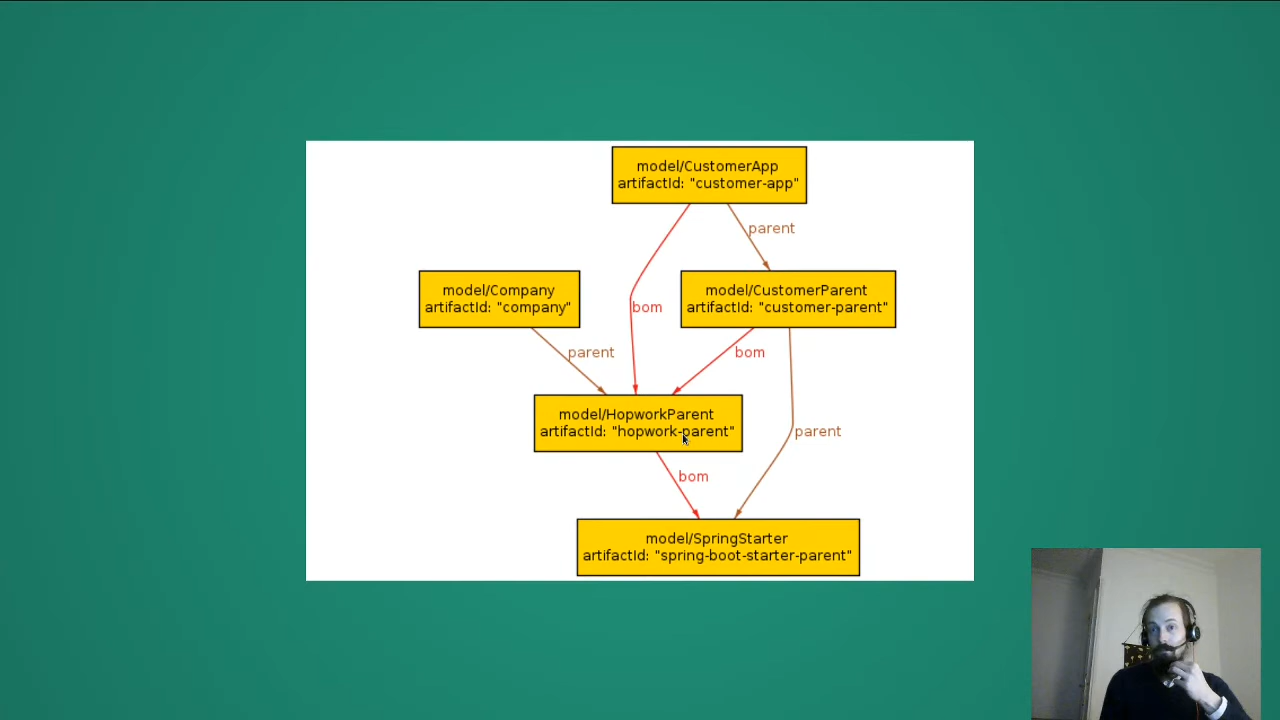 model/CustomerApp
artifactId: "customer-app"
parent
model/Company
artifactId: "company"
bom
model/CustomerParent
artifactId: "customer-parent"
parent
bom
model/HopworkParent
artifactId: "hopwork-parent"
parent
bom
model/SpringStarter
artifactId: "spring-boot-starter-parent"